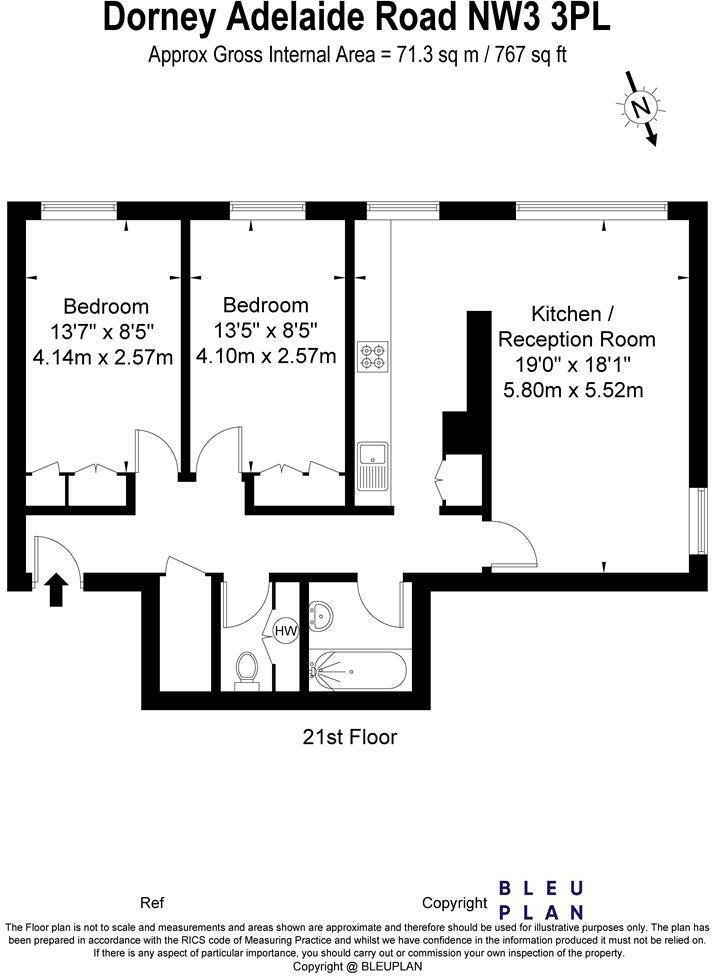 Dorney Adelaide Road NW3 3PL
Approx Gross Internal Area = 71.3 sq m / 767 sq ft
N
Bedroom
13'7" x 8'5"
4.14m x 2.57m
Bedroom
13'5" x 8'5"
4.10m x 2.57m
Kitchen /
Reception Room
19'0" x 18'1"
5.80m x 5.52m
HW
21st Floor
Ref
Copyright
BLEU
PLAN
The Floor plan is not to scale and measurements and areas shown are approximate and therefore should be used for illustrative purposes only. The plan has
been prepared in accordance with the RICS code of Measuring Practice and whilst we have confidence in the information produced it must not be relied on.
If there is any aspect of particular importance, you should carry out or commission your own inspection of the property.
Copyright @ BLEUPLAN